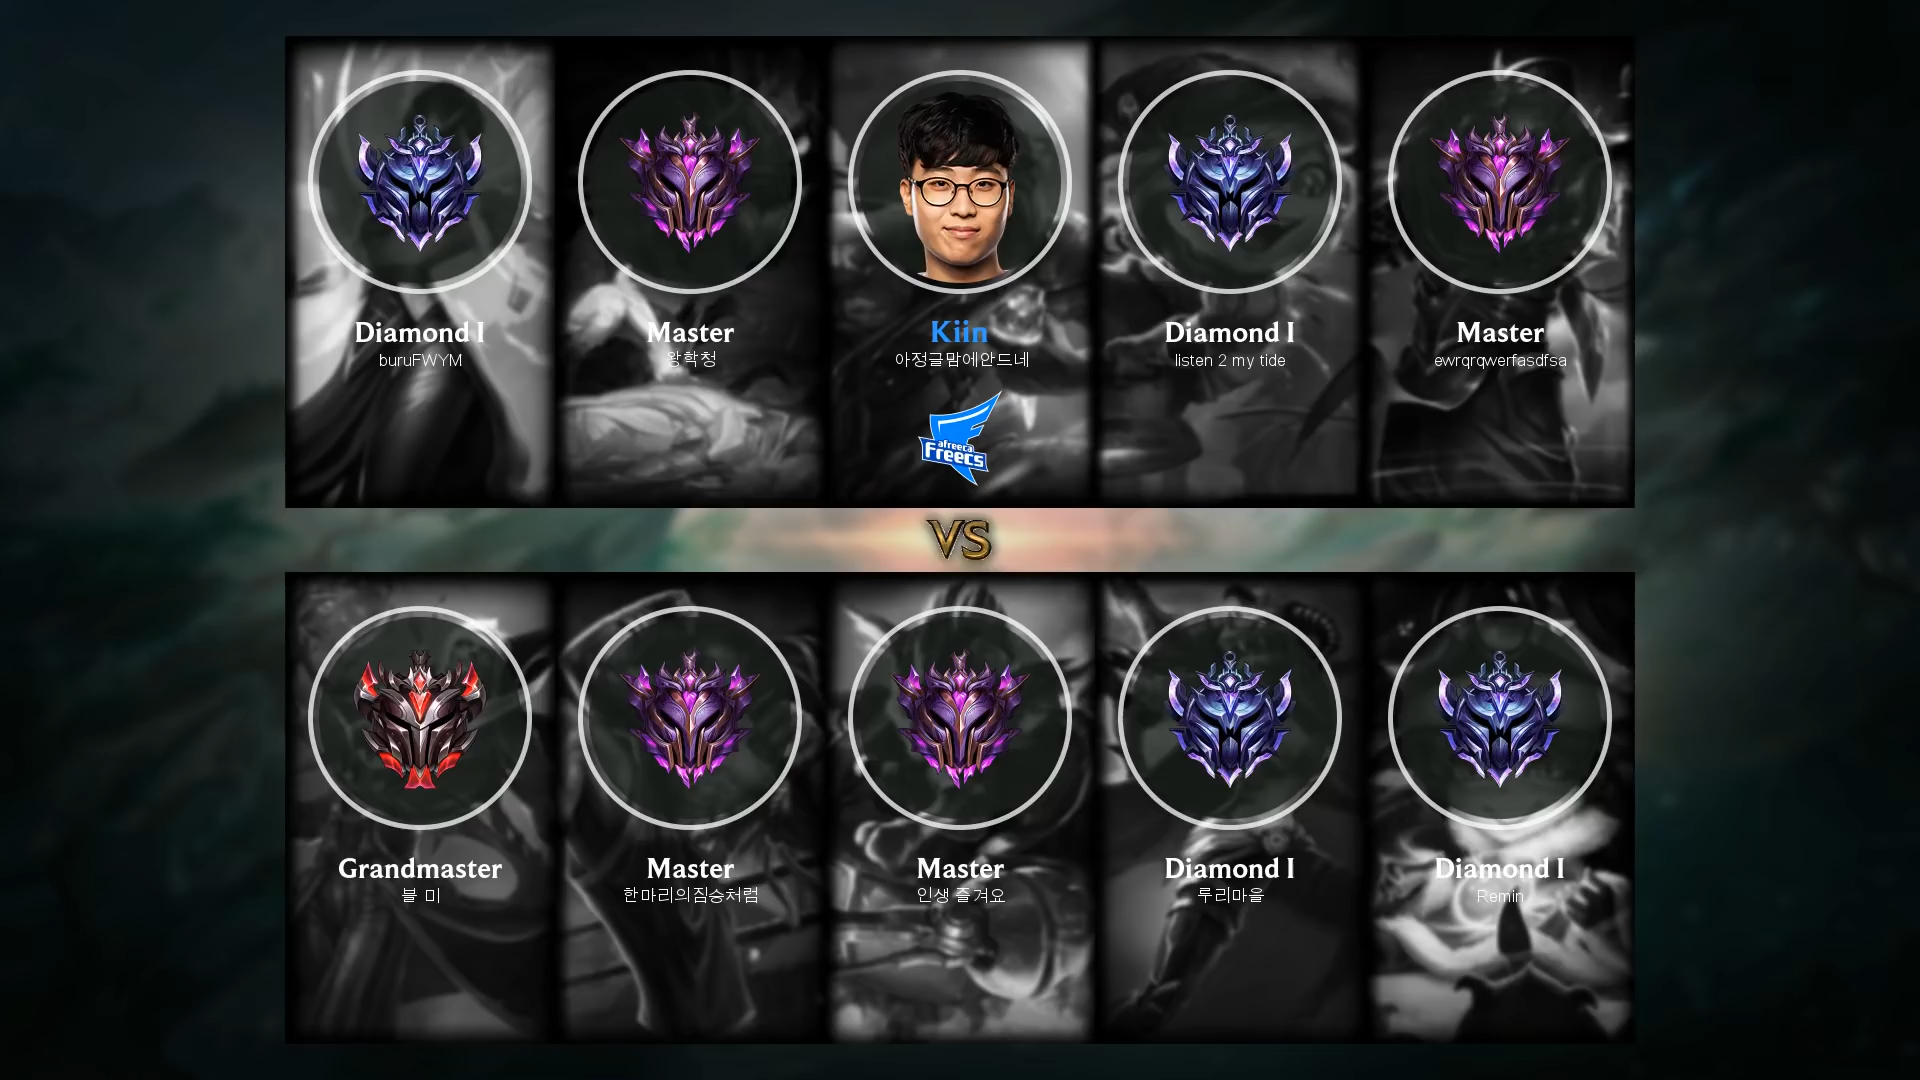 Diamond I
buruFWYM
Master
왕학청
Kiin
아정글맘에안드네
afreeca
Freecs
Diamond I
listen 2 my tide
Master
ewrqrqwerfasdfsa
VS
Grandmaster
블 미
Master
한마리의짐승처럼
Master
인생 즐겨요
Diamond I
루리마을
Diamond I
Remin